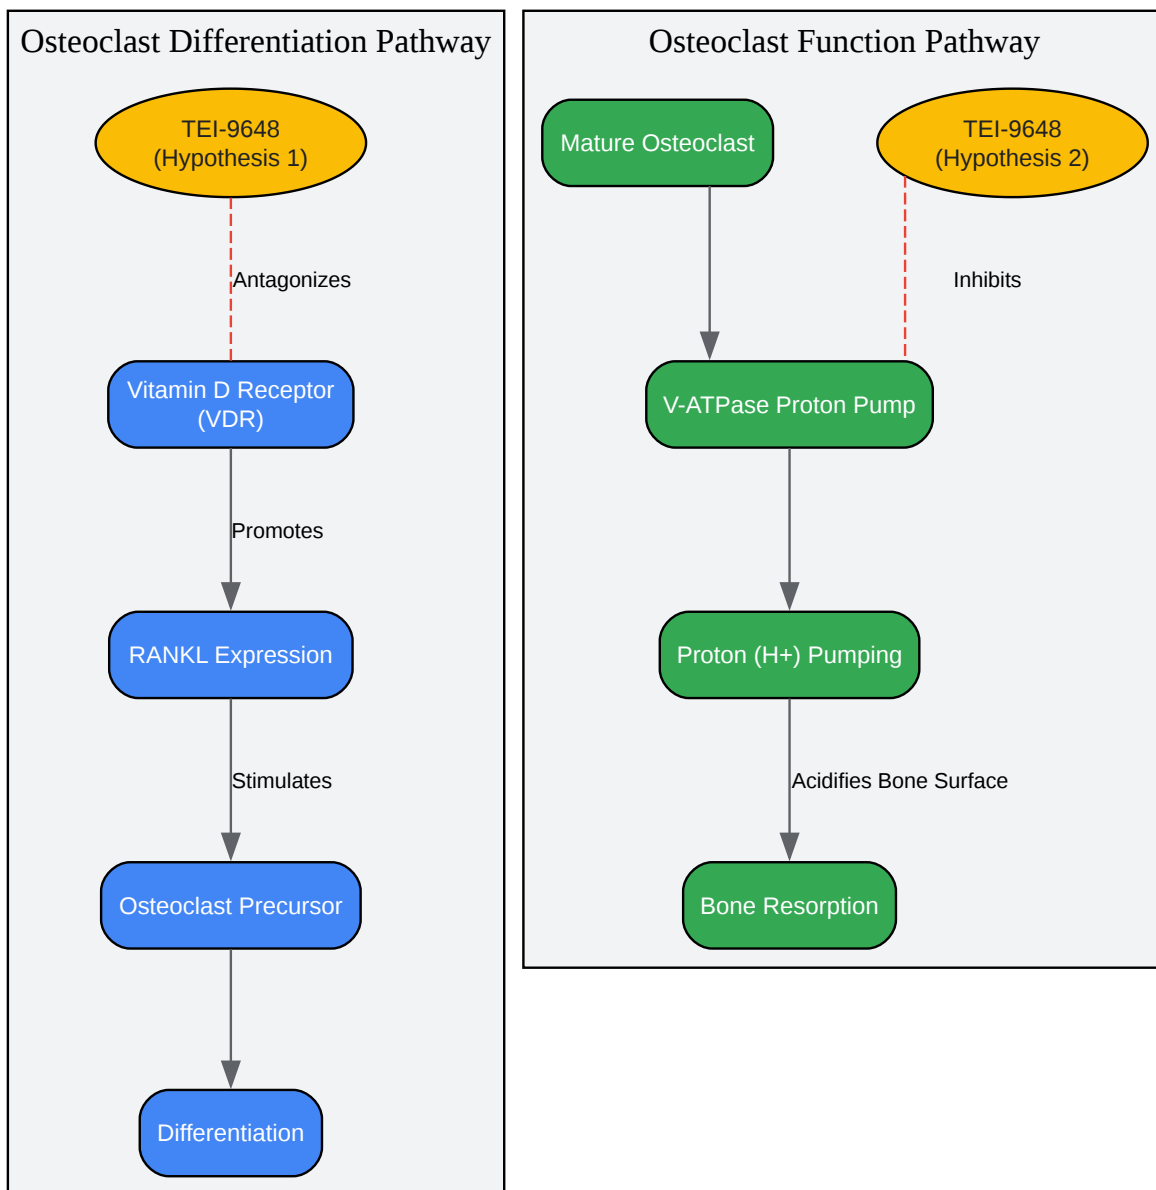 Osteoclast Differentiation Pathway
TEI-9648
(Hypothesis 1)
Antagonizes
Vitamin D Receptor
(VDR)
Promotes
RANKL Expression
Stimulates
Osteoclast Precursor
Differentiation
Osteoclast Function Pathway
Mature Osteoclast
TEI-9648
(Hypothesis 2)
Inhibits
V-ATPase Proton Pump
Proton (H+) Pumping
Acidifies Bone Surface
Bone Resorption